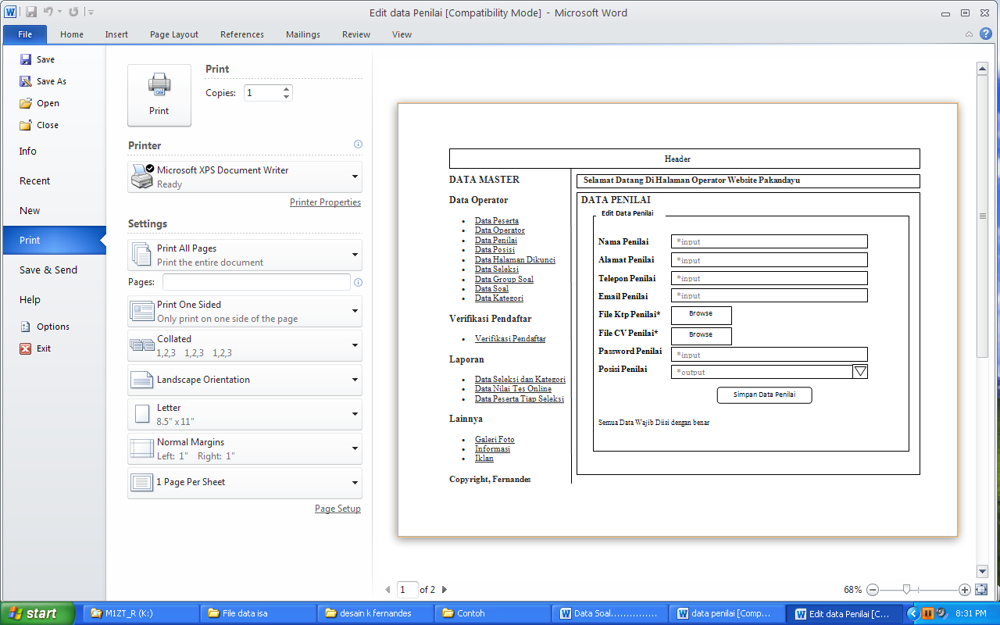 Edit data Penilai [Compatibility Mode] - Microsoft Word
File Home Insert Page Layout References Mailings Review View
Save
Save As
Open
Close
Info
Recent
New
Print
Save & Send
Help
Options
Exit
Print
Print
Copies: 1
Printer
Microsoft XPS Document Writer
Ready
Printer Properties
Settings
Print All Pages
Print the entire document
Pages:
Print One Sided
Only print on one side of the page
Collated
1,2,3 1,2,3 1,2,3
Landscape Orientation
Letter
8.5" x 11"
Normal Margins
Left: 1" Right: 1"
1 Page Per Sheet
Page Setup
Header
DATA MASTER
Data Operator
Data Peserta
Data Operator
Data Penilai
Data Posisi
Data Halaman Dikunci
Data Seleksi
Data Group Soal
Data Soal
Data Kategori
Verifikasi Pendaftar
Verifikasi Pendaftar
Laporan
Data Seleksi dan Kategori
Data Nilai Tes Online
Data Peserta Tiap Seleksi
Lainnya
Galeri Foto
Informasi
Iklan
Copyright, Fernandes
Selamat Datang Di Halaman Operator Website Pakandayu
DATA PENILAI
Edit Data Penilai
Nama Penilai *input
Alamat Penilai *input
Telepon Penilai *input
Email Penilai *input
File Ktp Penilai* Browse
File CV Penilai* Browse
Password Penilai *input
Posisi Penilai *output
Simpan Data Penilai
Semua Data Wajib Diisi dengan benar
1 of 2
68%
start M1ZT_R (K:) File data isa desain k fernandes Contoh Data Soal............... data penilai [Comp... Edit data Penilai [C... 8:31 PM